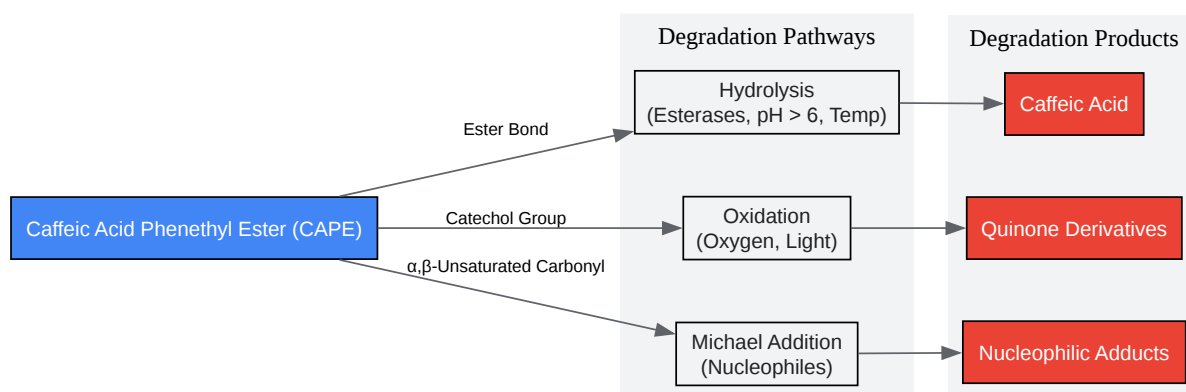 Degradation Pathways
Degradation Products
Hydrolysis
(Esterases, pH > 6, Temp)
Caffeic Acid
Ester Bond
Caffeic Acid Phenethyl Ester (CAPE)
Catechol Group
Oxidation
(Oxygen, Light)
Quinone Derivatives
α,β-Unsaturated Carbonyl
Michael Addition
(Nucleophiles)
Nucleophilic Adducts